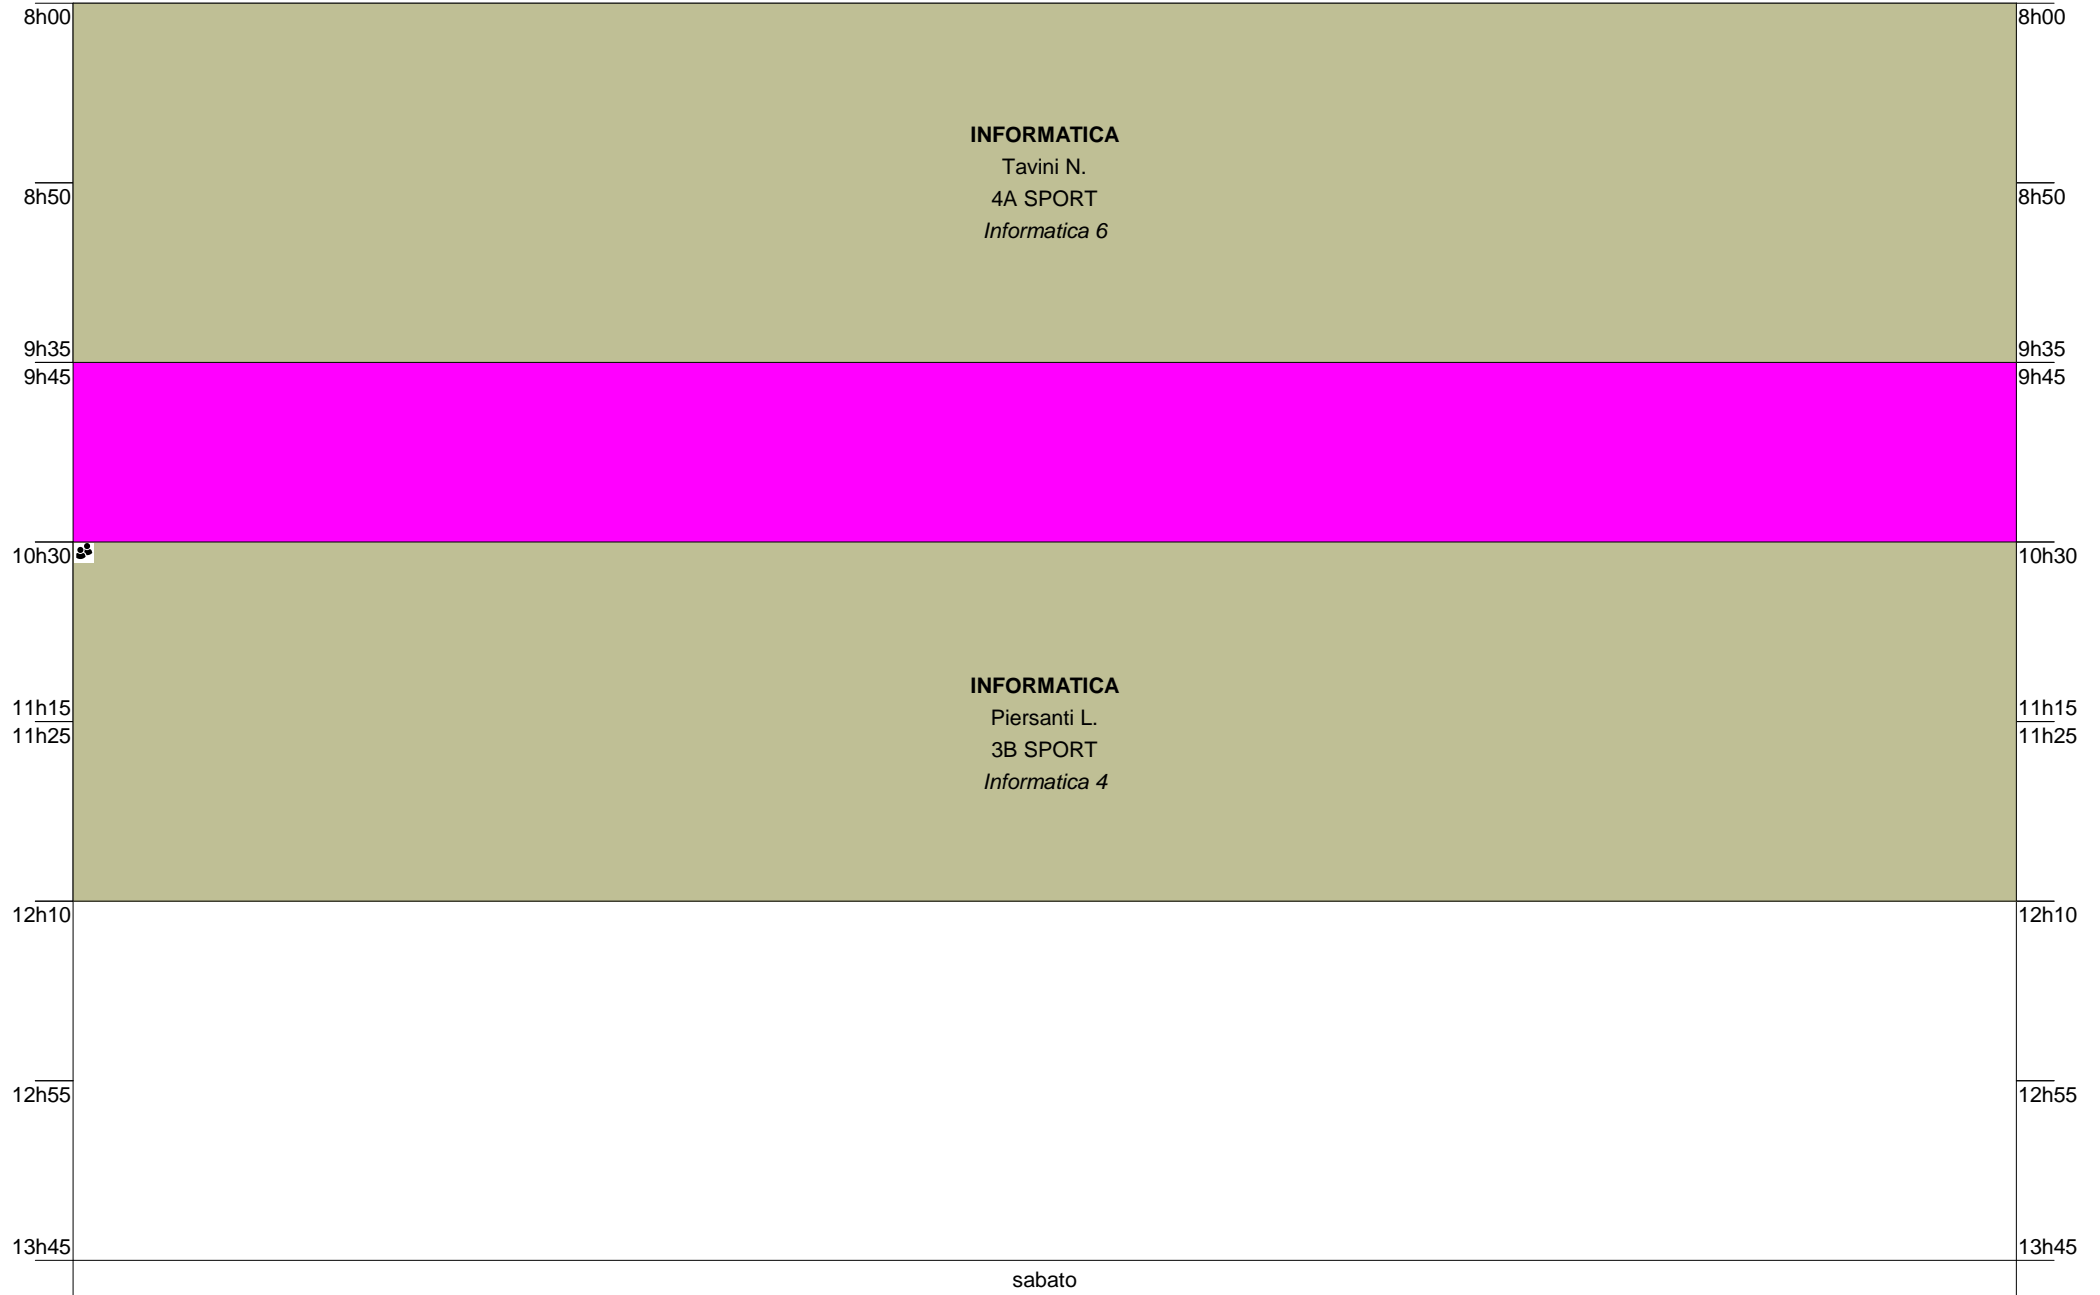 8h00
8h00
INFORMATICA
Tavini N.
4A SPORT
Informatica 6
8h50
8h50
9h35
9h35
9h45
9h45
10h30
10h30
INFORMATICA
Piersanti L.
3B SPORT
Informatica 4
11h15
11h15
11h25
11h25
12h10
12h10
12h55
12h55
13h45
13h45
sabato